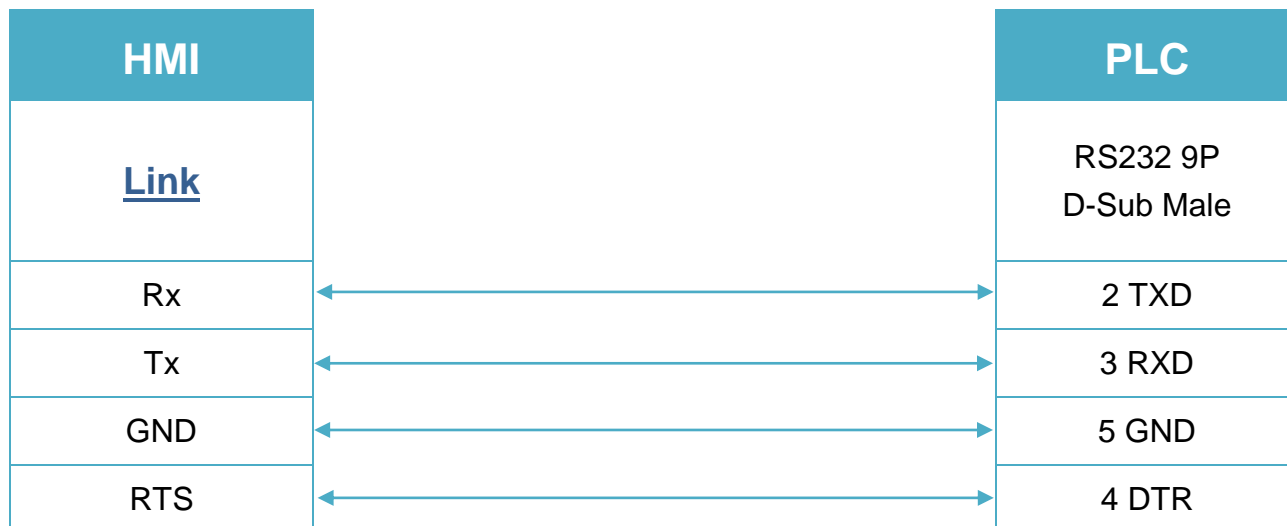 HMI
PLC
Link
RS232 9P
D-Sub Male
Rx
2 TXD
Tx
3 RXD
GND
5 GND
RTS
4 DTR